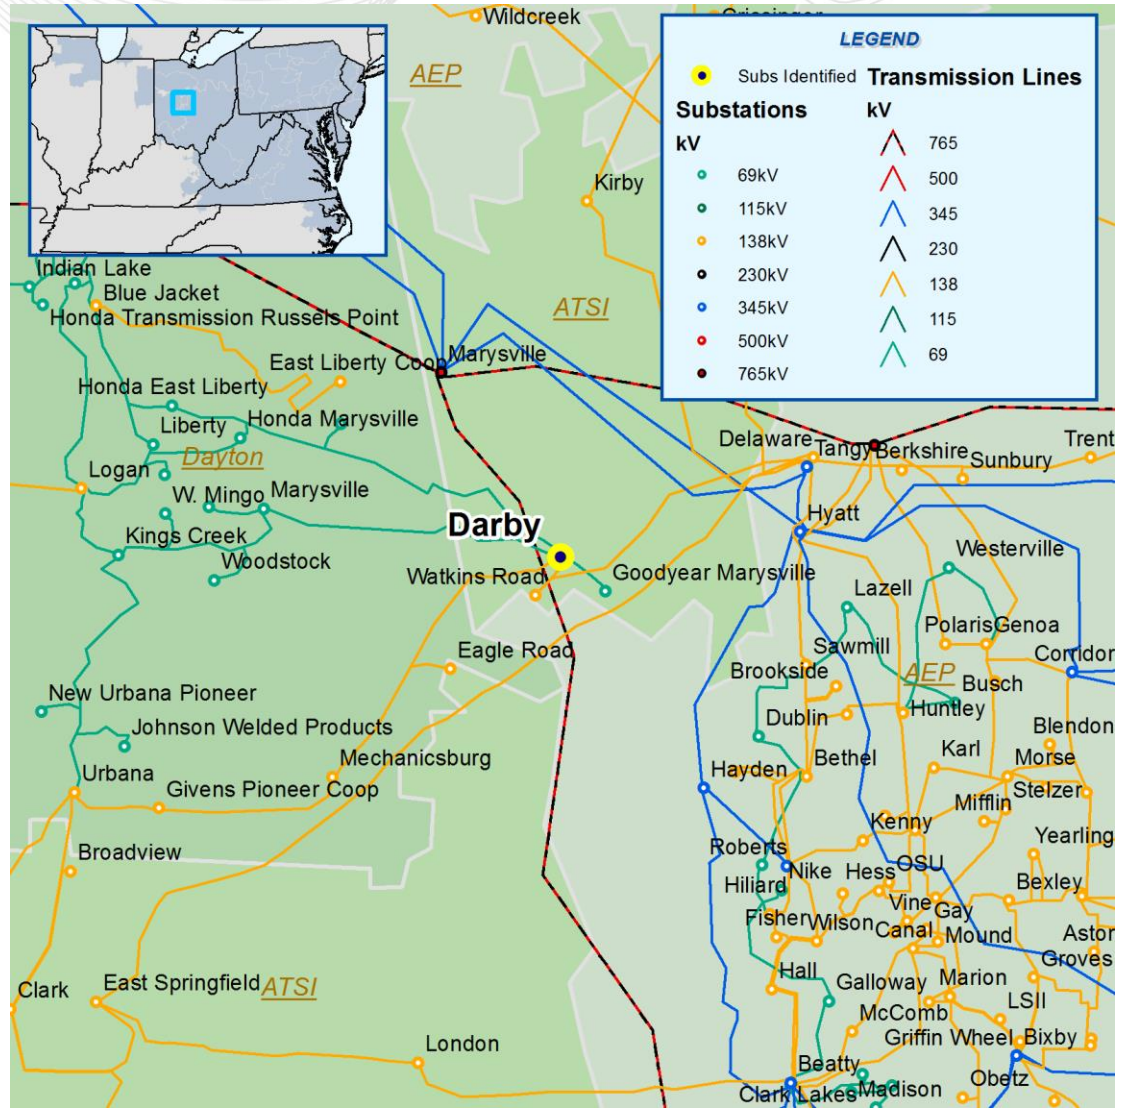 Wildcreek
AEP
Kirby
ATSI
LEGEND
Subs Identified
Substations
kV
69kV
115kV
138kV
230kV
345kV
500kV
765kV
Transmission Lines
kV
765
500
345
230
138
115
69
Indian Lake
Blue Jacket
Honda Transmission Russels Point
East Liberty Coop
Marysville
Honda East Liberty
Liberty
Honda Marysville
Dayton
Logan
W. Mingo
Marysville
Kings Creek
Woodstock
Darby
Watkins Road
Goodyear Marysville
Delaware
Tangy
Berkshire
Sunbury
Trent
Hyatt
Westerville
Lazell
Polaris
Genoa
Sawmill
Corridor
Brookside
AEP
Busch
Eagle Road
New Urbana Pioneer
Johnson Welded Products
Dublin
Huntley
Blendon
Mechanicsburg
Urbana
Givens Pioneer Coop
Hayden
Bethel
Karl
Morse
Stelzer
Mifflin
Kenny
Yearling
Broadview
Roberts
Nike
Hess
OSU
Hiliard
Bexley
Vine
Gay
Fisher
Wilson
Canal
Mound
Astor
Groves
Hall
Galloway
Marion
LSII
McComb
Clark
East Springfield
ATSI
Griffin Wheel
Bixby
London
Beatty
Obetz
Clark Lakes
Madison